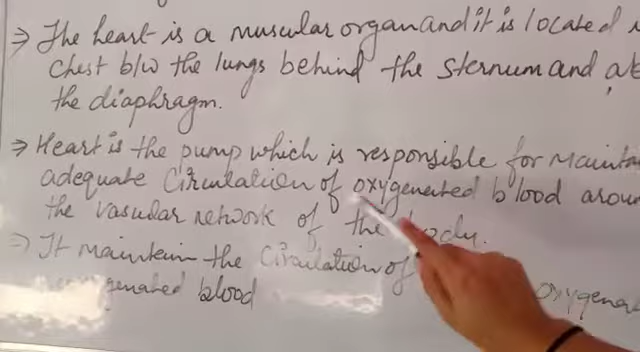 ⇒ The heart is a muscular organ and it is located
chest b/w the lungs behind the sternum and
the diaphragm.
⇒ Heart is the pump which is responsible for
adequate Circulation of oxygenated blood
the vasular network of the body.
⇒ It maintain the Circulation of
blood